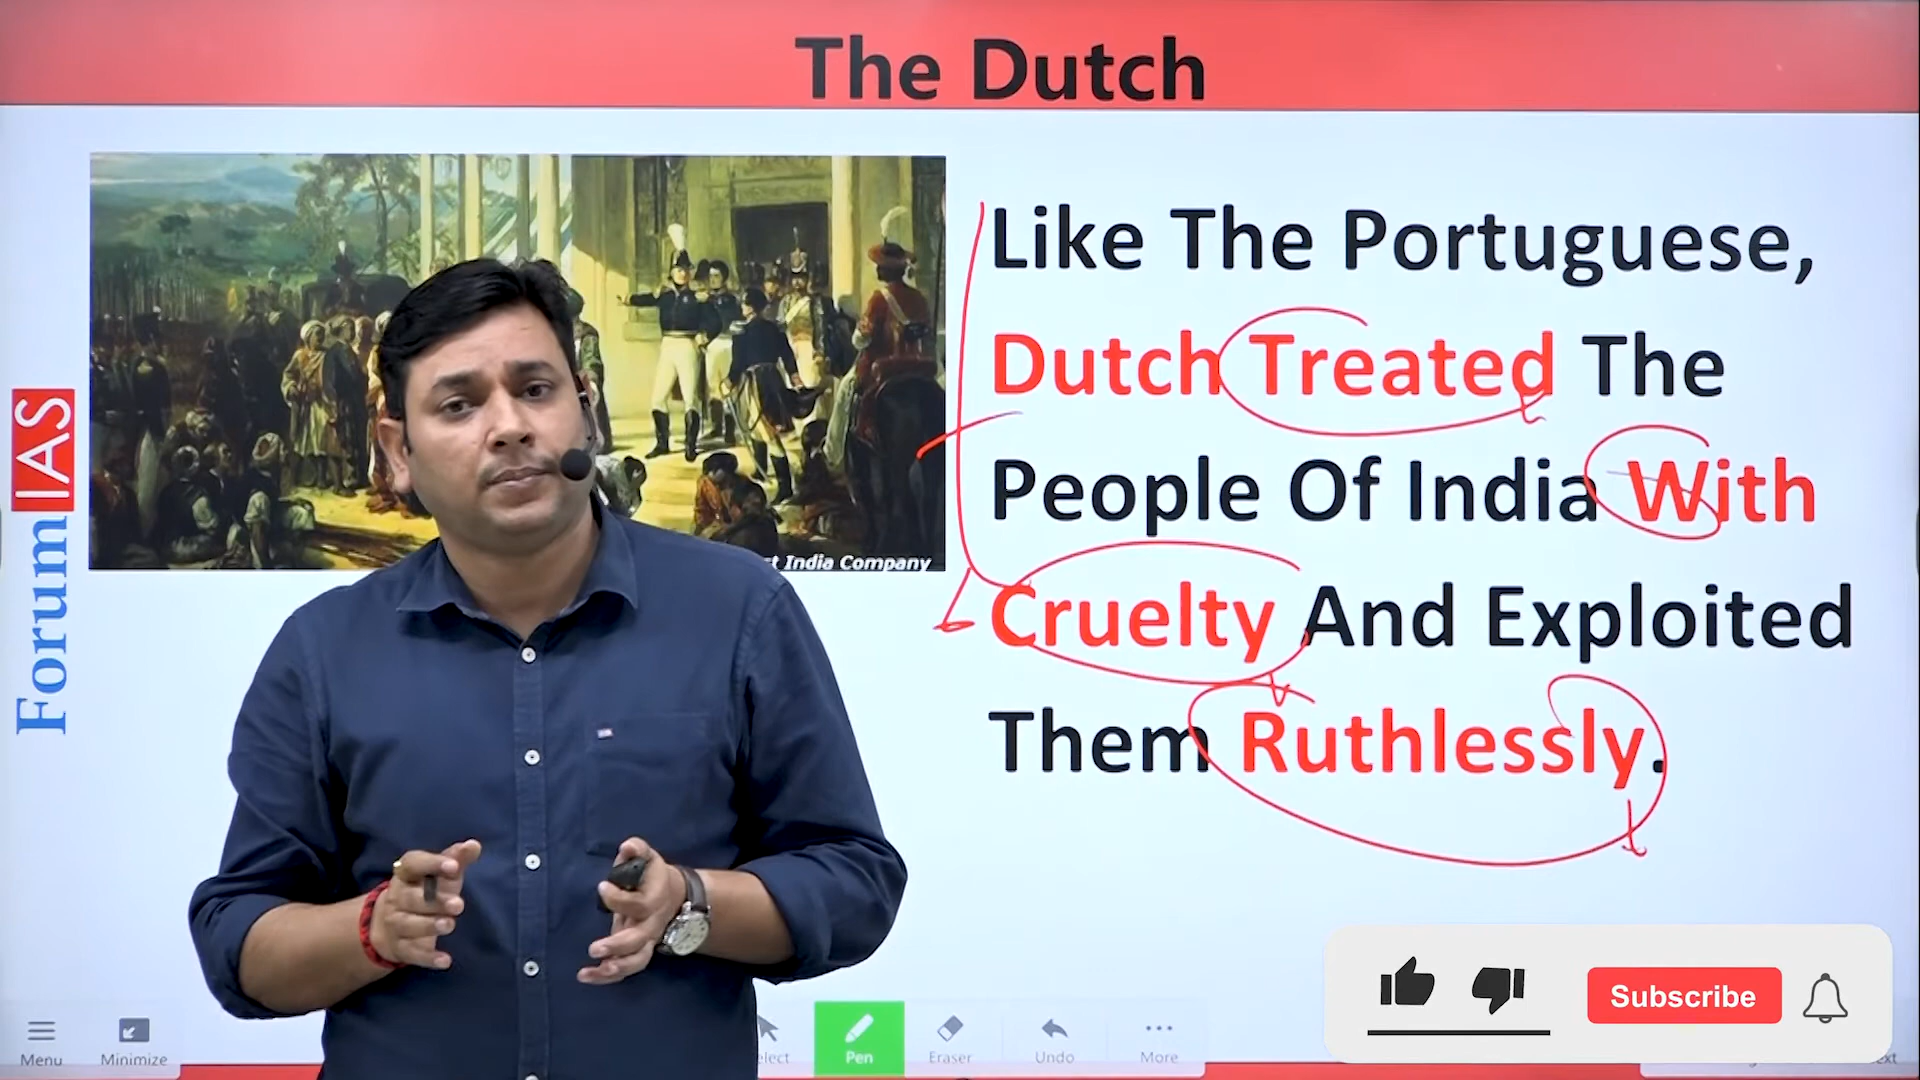 The Dutch
Like The Portuguese,
Dutch Treated The
People Of India With
Cruelty And Exploited
Them Ruthlessly.
India Company
Forum IAS
Menu
Minimize
Pen
Eraser
Undo
More
Subscribe